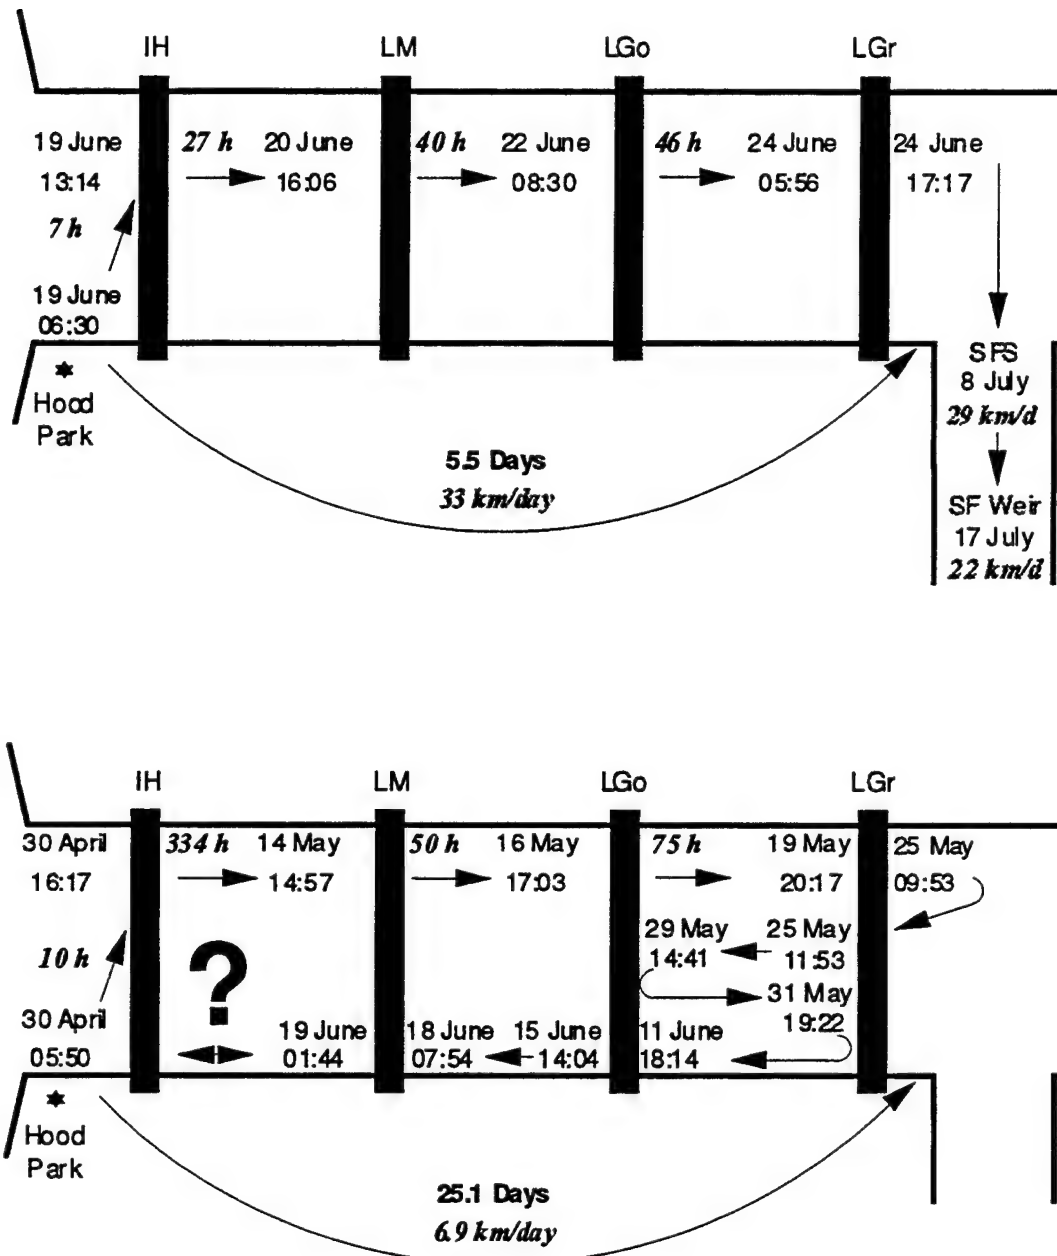 IH LM LGo LGr
19 June 27 h 20 June 40 h 22 June 46 h 24 June 24 June
13:14 16:06 08:30 05:56 17:17
7 h
19 June
06:30
Hood
Park
SFS
8 July
29 km/d
SF Weir
17 July
22 km/d
5.5 Days
33 km/day
IH LM LGo LGr
30 April 334 h 14 May 50 h 16 May 75 h 19 May 25 May
16:17 14:57 17:03 20:17 09:53
10 h ? 29 May 25 May
14:41 11:53
31 May
19:22
30 April 19 June 18 June 15 June 11 June
05:50 01:44 07:54 14:04 18:14
Hood
Park
25.1 Days
6.9 km/day